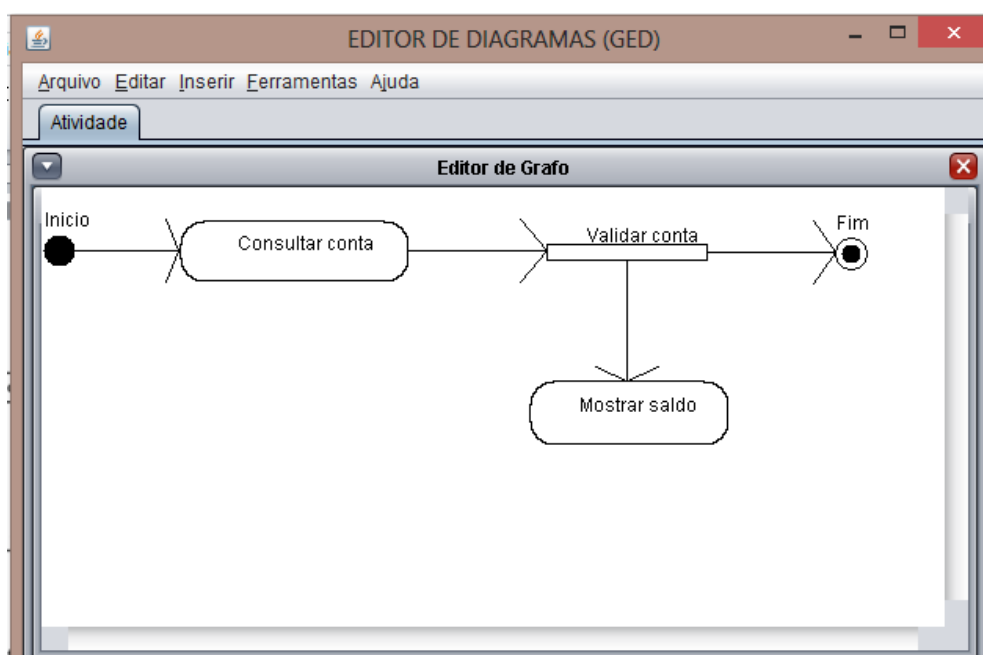 EDITOR DE DIAGRAMAS (GED)
Arquivo Editar Inserir Ferramentas Ajuda
Atividade
Editor de Grafo
Inicio
Consultar conta
Validar conta
Fim
Mostrar saldo